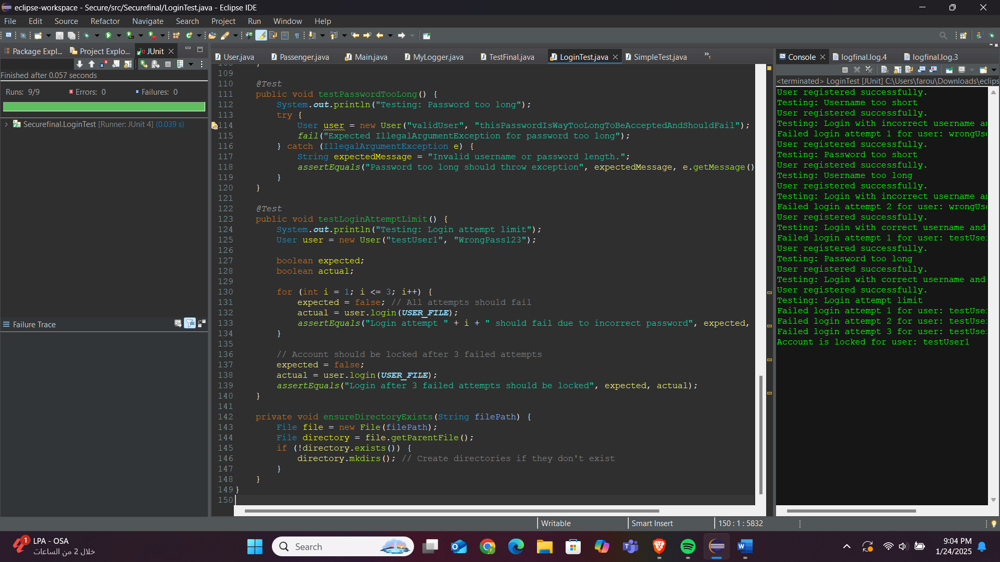 eclipse-workspace - Secure/src/Securefinal/LoginTest.java - Eclipse IDE
File Edit Source Refactor Navigate Search Project Run Window Help
Package Expl... Project Explo... JUnit
Finished after 0.057 seconds
Runs: 9/9 Errors: 0 Failures: 0
Securefinal.LoginTest [Runner: JUnit 4] (0.039 s)
Failure Trace
User.java Passenger.java Main.java MyLogger.java TestFinal.java LoginTest.java SimpleTest.java »1
109
110 @Test
111 public void testPasswordTooLong() {
112 System.out.println("Testing: Password too long");
113 try {
114 User user = new User("validUser", "thisPasswordIsWayTooLongToBeAcceptedAndShouldFail");
115 fail("Expected IllegalArgumentException for password too long");
116 } catch (IllegalArgumentException e) {
117 String expectedMessage = "Invalid username or password length.";
118 assertEquals("Password too long should throw exception", expectedMessage, e.getMessage()
119 }
120 }
121
122 @Test
123 public void testLoginAttemptLimit() {
124 System.out.println("Testing: Login attempt limit");
125 User user = new User("testUser1", "WrongPass123");
126
127 boolean expected;
128 boolean actual;
129
130 for (int i = 1; i <= 3; i++) {
131 expected = false; // All attempts should fail
132 actual = user.login(USER_FILE);
133 assertEquals("Login attempt " + i + " should fail due to incorrect password", expected,
134 }
135
136 // Account should be locked after 3 failed attempts
137 expected = false;
138 actual = user.login(USER_FILE);
139 assertEquals("Login after 3 failed attempts should be locked", expected, actual);
140 }
141
142 private void ensureDirectoryExists(String filePath) {
143 File file = new File(filePath);
144 File directory = file.getParentFile();
145 if (!directory.exists()) {
146 directory.mkdirs(); // Create directories if they don't exist
147 }
148 }
149 }
150
Console logfinal.log.4 logfinal.log.3
<terminated> LoginTest [JUnit] C:\Users\farou\Downloads\eclips
User registered successfully.
Testing: Username too short
User registered successfully.
Testing: Login with incorrect username a
Failed login attempt 1 for user: wrongUs
User registered successfully.
Testing: Password too short
User registered successfully.
Testing: Username too long
User registered successfully.
Testing: Login with incorrect username a
Failed login attempt 2 for user: wrongUs
User registered successfully.
Testing: Login with correct username and
Failed login attempt 1 for user: testUse
User registered successfully.
Testing: Password too long
User registered successfully.
Testing: Login with correct username and
User registered successfully.
Testing: Login attempt limit
Failed login attempt 1 for user: testUse
Failed login attempt 2 for user: testUse
Failed login attempt 3 for user: testUse
Account is locked for user: testUser1
Writable Smart Insert 150 : 1 : 5832
1 LPA - OSA
خلال 2 من الساعات
Search
9:04 PM
1/24/2025